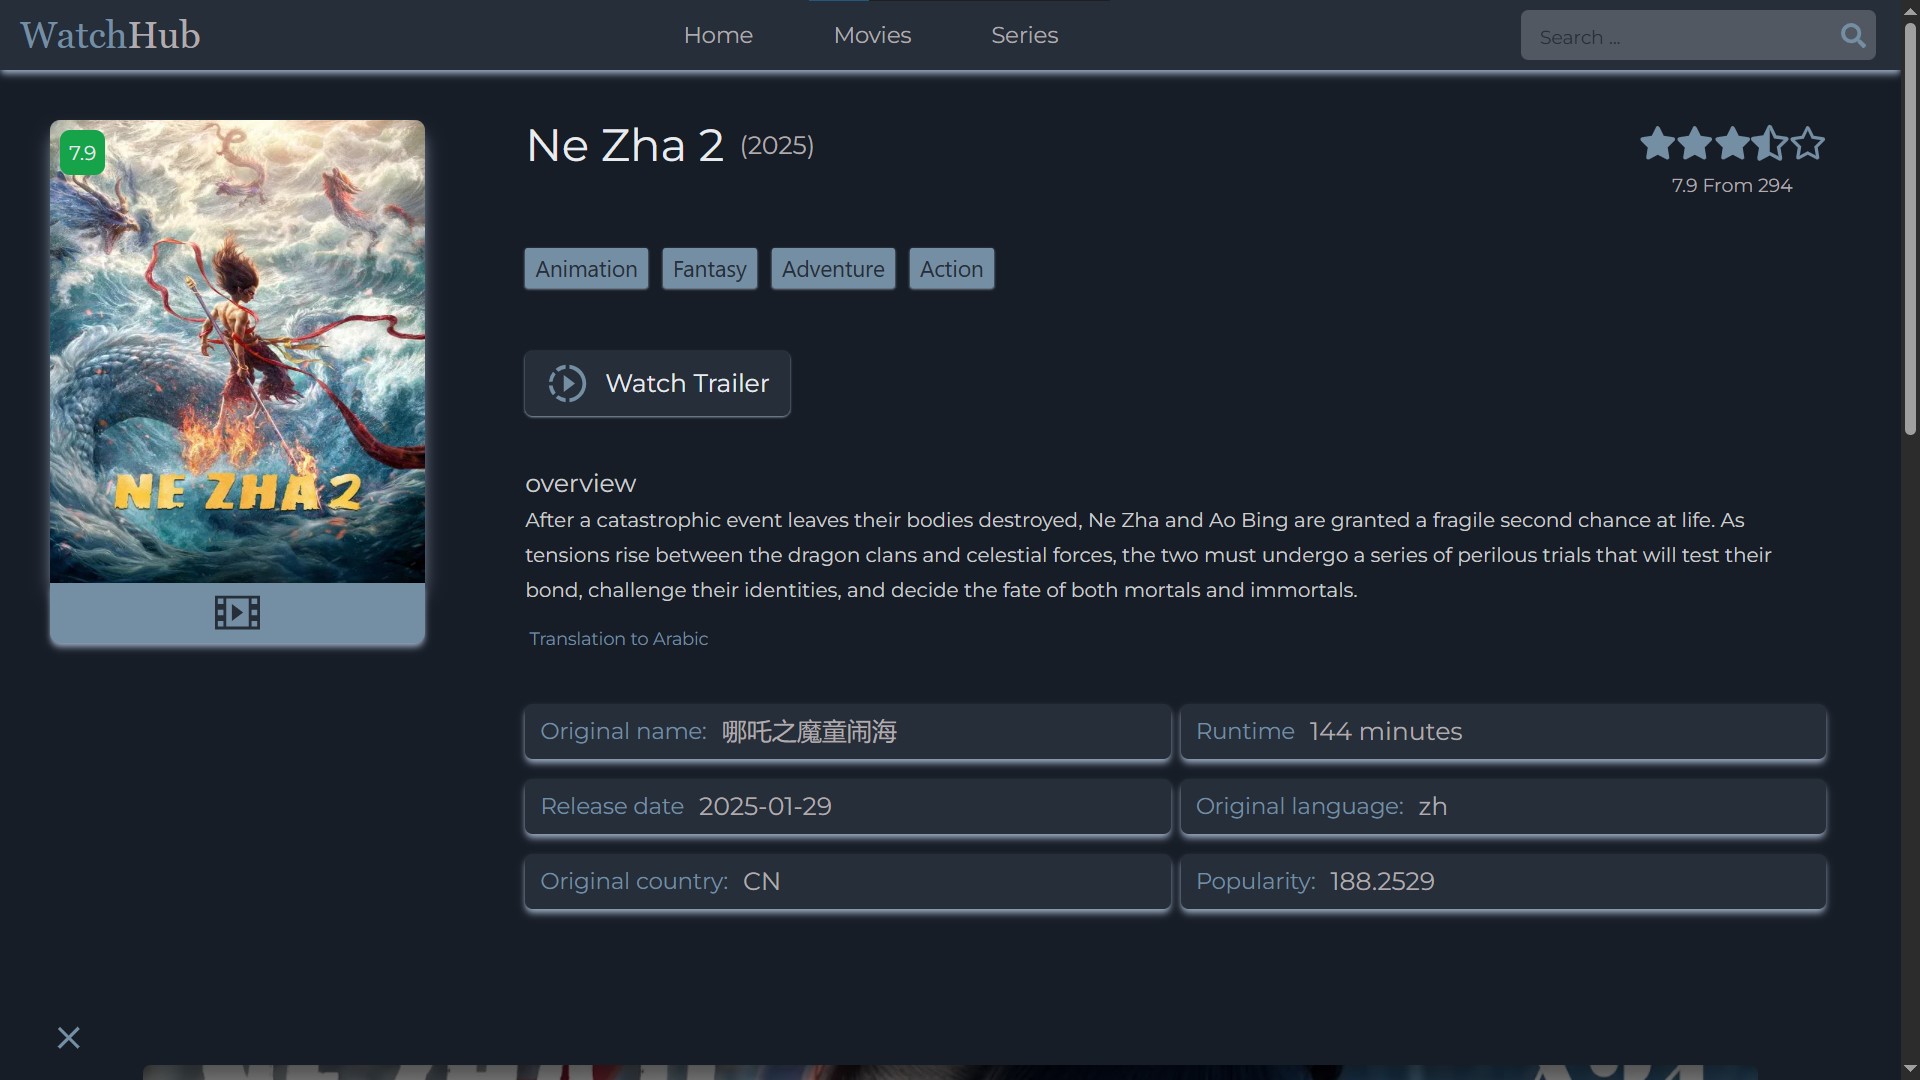 WatchHub
Home
Movies
Series
Search ...
7.9
NE ZHA 2
Ne Zha 2 (2025)
7.9 From 294
Animation
Fantasy
Adventure
Action
Watch Trailer
overview
After a catastrophic event leaves their bodies destroyed, Ne Zha and Ao Bing are granted a fragile second chance at life. As
tensions rise between the dragon clans and celestial forces, the two must undergo a series of perilous trials that will test their
bond, challenge their identities, and decide the fate of both mortals and immortals.
Translation to Arabic
Original name: 哪吒之魔童闹海
Runtime 144 minutes
Release date 2025-01-29
Original language: zh
Original country: CN
Popularity: 188.2529